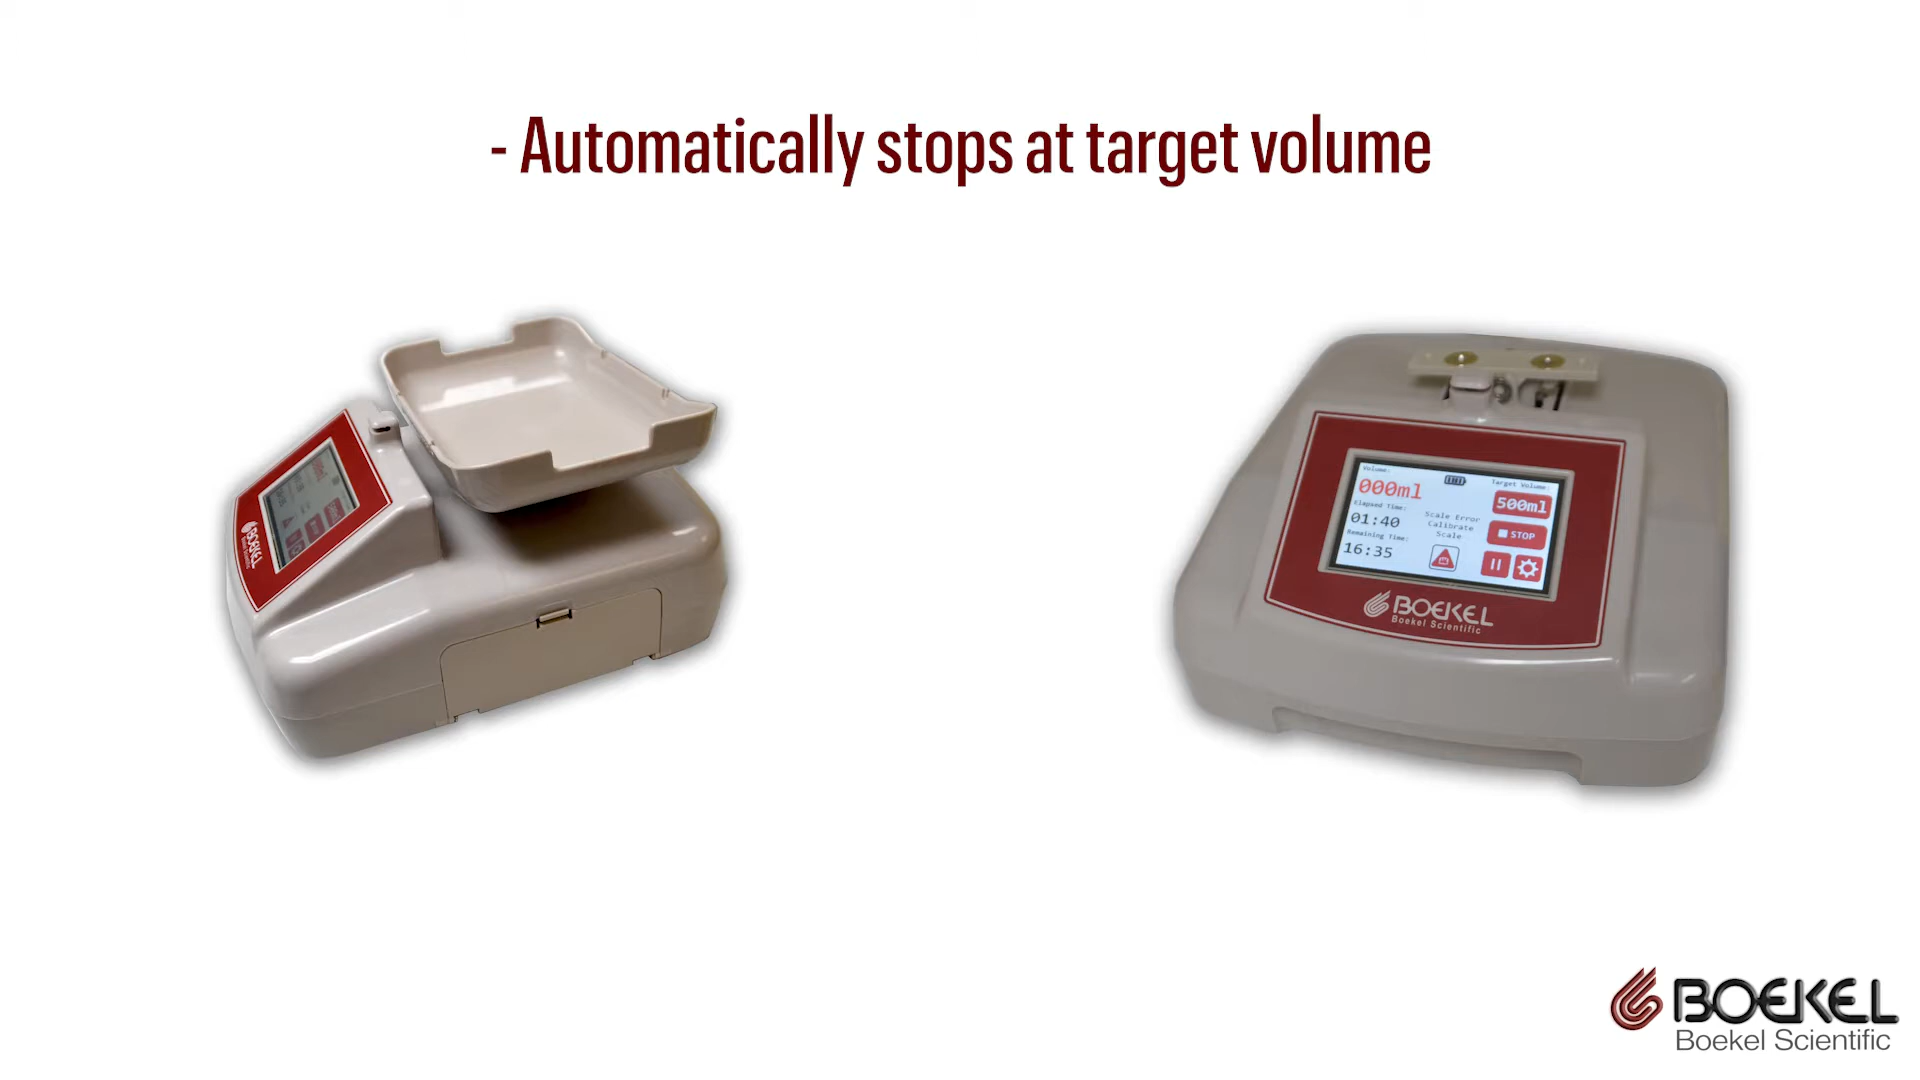 - Automatically stops at target volume
BOEKEL
Volume:
000ml
Elapsed Time:
01:40
Remaining Time:
16:35
Scale Error
Calibrate
Scale
Target Volume:
500ml
STOP
BOEKEL
Boekel Scientific
BOEKEL
Boekel Scientific